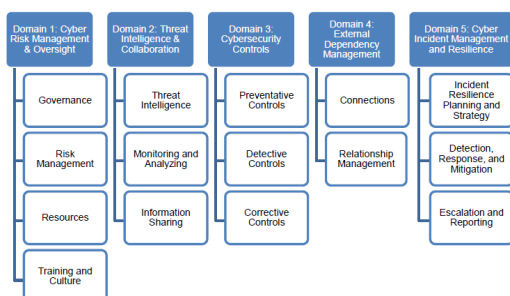 Domain 1: Cyber
Risk Management
& Oversight
Governance
Risk
Management
Resources
Training and
Culture
Domain 2: Threat
Intelligence &
Collaboration
Threat
Intelligence
Monitoring and
Analyzing
Information
Sharing
Domain 3:
Cybersecurity
Controls
Preventative
Controls
Detective
Controls
Corrective
Controls
Domain 4:
External
Dependency
Management
Connections
Relationship
Management
Domain 5: Cyber
Incident Management
and Resilience
Incident
Resilience
Planning and
Strategy
Detection,
Response, and
Mitigation
Escalation and
Reporting